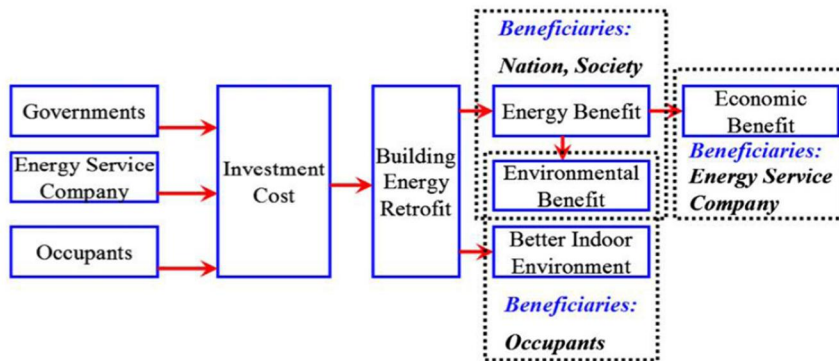 Governments
Energy Service
Company
Occupants
Investment
Cost
Building
Energy
Retrofit
Beneficiaries:
Nation, Society
Energy Benefit
Environmental
Benefit
Better Indoor
Environment
Beneficiaries:
Occupants
Economic
Benefit
Beneficiaries:
Energy Service
Company